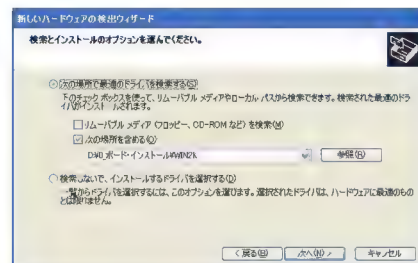 新しいハードウェアの検出ウィザード
検索とインストールのオプションを選んでください。
次の場所で最適のドライバを検索する(S)
下のチェック ボックスを使って、リムーバブル メディアやローカル パスから検索できます。検索された最適のドラ
イバがインストールされます。
リムーバブル メディア (フロッピー、CD-ROM など) を検索(M)
次の場所を含める(O)
参照(R)
検索しないで、インストールするドライバを選択する(D)
一覧からドライバを選択するには、このオプションを選びます。選択されたドライバは、ハードウェアに最適のもの
とは限りません。
< 戻る(B)
次へ(N) >
キャンセル